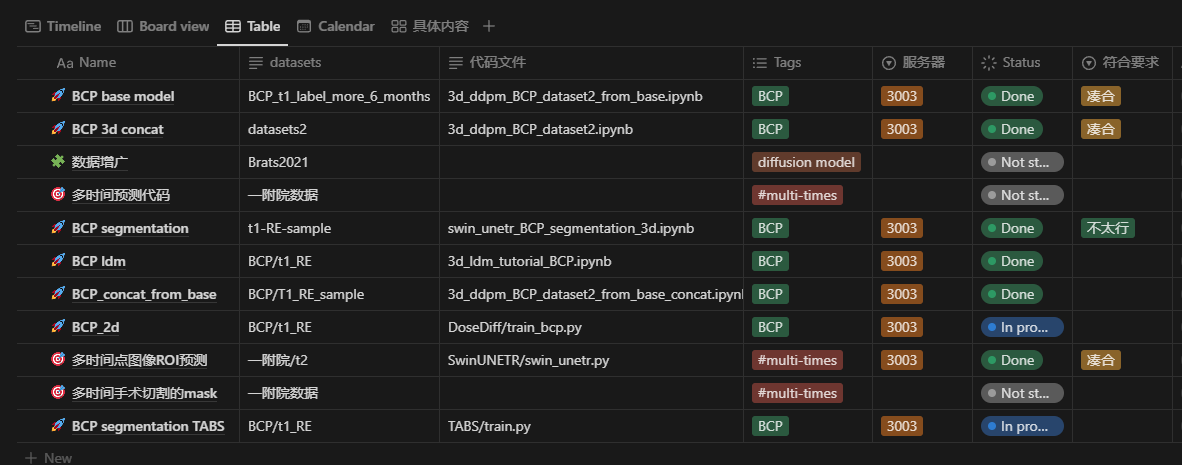 Timeline Board view Table Calendar 具体内容
Aa Name datasets 代码文件 Tags 服务器 Status 符合要求
BCP base model BCP_t1_label_more_6_months 3d_ddpm_BCP_dataset2_from_base.ipynb BCP 3003 Done 凑合
BCP 3d concat datasets2 3d_ddpm_BCP_dataset2.ipynb BCP 3003 Done 凑合
数据增广 Brats2021 diffusion model Not st...
多时间预测代码 一附院数据 #multi-times Not st...
BCP segmentation t1-RE-sample swin_unetr_BCP_segmentation_3d.ipynb BCP 3003 Done 不太行
BCP ldm BCP/t1_RE 3d_ldm_tutorial_BCP.ipynb BCP 3003 Done
BCP_concat_from_base BCP/T1_RE_sample 3d_ddpm_BCP_dataset2_from_base_concat.ipynb BCP 3003 Done
BCP_2d BCP/t1_RE DoseDiff/train_bcp.py BCP 3003 In pro...
多时间点图像ROI预测 一附院/t2 SwinUNETR/swin_unetr.py #multi-times 3003 Done 凑合
多时间手术切割的mask 一附院数据 #multi-times Not st...
BCP segmentation TABS BCP/t1_RE TABS/train.py BCP 3003 In pro...
New